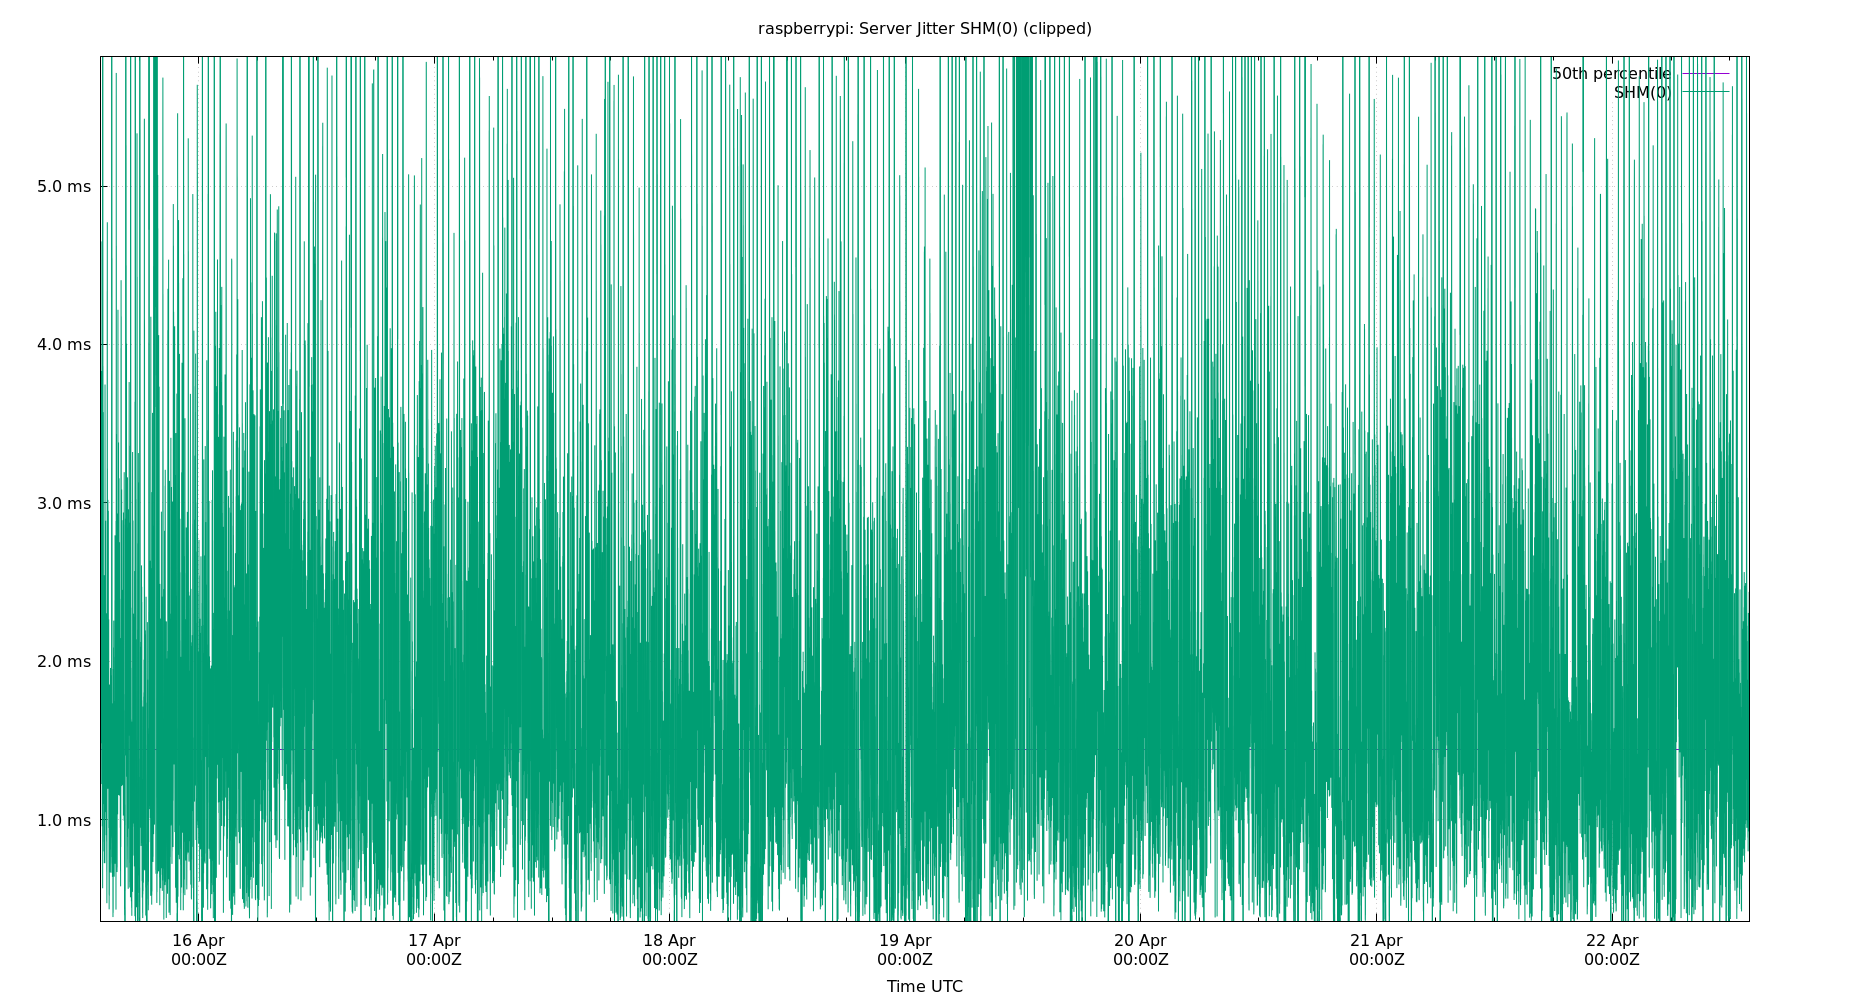 raspberrypi: Server Jitter SHM(0) (clipped)
50th percentile
SHM(0)
5.0 ms
4.0 ms
3.0 ms
2.0 ms
1.0 ms
16 Apr
00:00Z
17 Apr
00:00Z
18 Apr
00:00Z
19 Apr
00:00Z
20 Apr
00:00Z
21 Apr
00:00Z
22 Apr
00:00Z
Time UTC